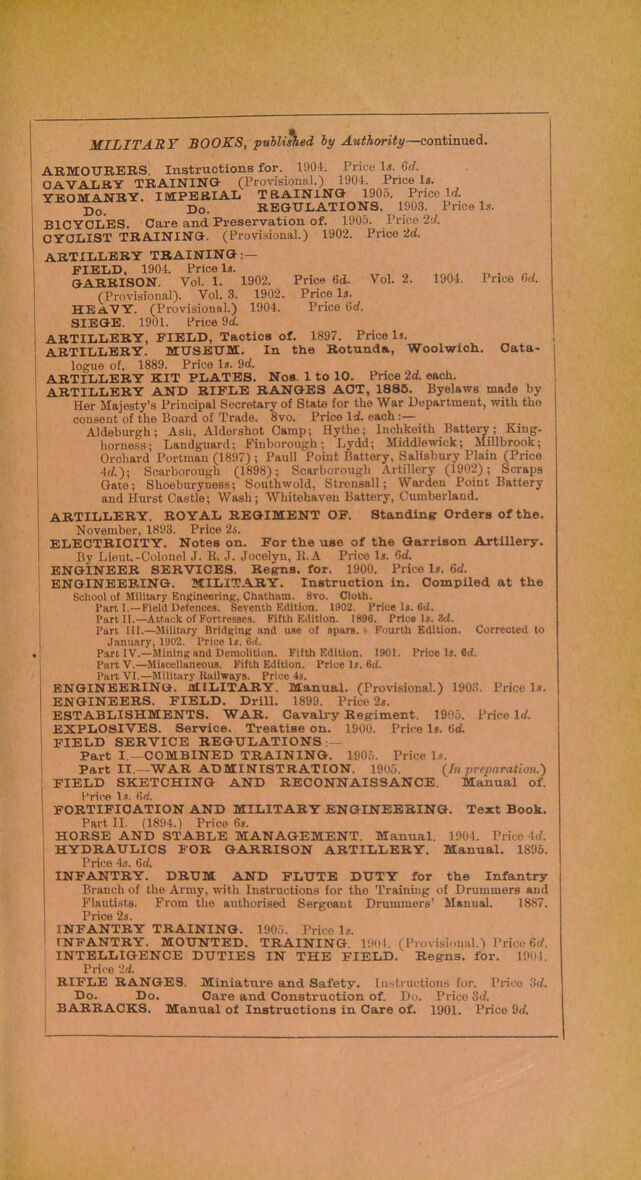 MILITARY BOOKS, published by Authority—continued.
ARMOURERS. Instructions for. 1904. Price 1s. 6d.
CAVALRY TRAINING (Provisional.) 1904. Price 1s.
YEOMANRY. IMPERIAL TRAINING 1905. Price 1d.
Do. Do. REGULATIONS. 1903. Price 1s.
BICYCLES. Care and Preservation of. 1905. Price 2d.
CYCLIST TRAINING. (Provisional.) 1902. Price 2d.
ARTILLERY TRAINING:—
FIELD. 1904. Price 1s.
GARRISON. Vol. 1. 1902. Price 6d. Vol. 2. 1904. Price 6d.
(Provisional). Vol. 3. 1902. Price 1s.
HEAVY. (Provisional.) 1904. Price 6d.
SIEGE. 1901. Price 9d.
ARTILLERY, FIELD, Tactics of. 1897. Price 1s.
ARTILLERY. MUSEUM. In the Rotunda, Woolwich. Cata-
logue of. 1889. Price 1s. 9d.
ARTILLERY KIT PLATES. Nos. 1 to 10. Price 2d. each.
ARTILLERY AND RIFLE RANGES ACT, 1885. Byelaws made by
Her Majesty's Principal Secretary of State for the War Department, with the
consent of the Board of Trade. 8vo. Price 1d. each:—
Aldeburgh; Ash, Aldershot Camp; Hythe; Inchkeith Battery; King-
horness; Landguard; Finborough; Lydd; Middlewick; Millbrook;
Orchard Portman (1897); Paull Point Battery, Salisbury Plain (Price
4d.); Scarborough (1898); Scarborough Artillery (1902); Scraps
Gate; Shoeburyness; Southwold, Strensall; Warden Point Battery
and Hurst Castle; Wash; Whitehaven Battery, Cumberland.
ARTILLERY. ROYAL REGIMENT OF. Standing Orders of the.
November, 1893. Price 2s.
ELECTRICITY. Notes on. For the use of the Garrison Artillery.
By Lieut.-Colonel J. R. J. Jocelyn, R.A Price 1s. 6d.
ENGINEER SERVICES. Regns. for. 1900. Price 1s. 6d.
ENGINEERING. MILITARY. Instruction in. Compiled at the
School of Military Engineering, Chatham. 8vo. Cloth.
Part I.—Field Defences. Seventh Edition. 1902. Price 1s. 6d.
Part II.—Attack of Fortresses. Fifth Edition. 1896. Price 1s. 3d.
Part III.—Military Bridging and use of spars. Fourth Edition. Corrected to
January, 1902. Price 1s. 6d.
Part IV.—Mining and Demolition. Fifth Edition. 1901. Price 1s. 6d.
Part V.—Miscellaneous. Fifth Edition. Price 1s. 6d.
Part VI.—Military Railways. Price 4s.
ENGINEERING. MILITARY. Manual. (Provisional.) 1903. Price 1s.
ENGINEERS. FIELD. Drill. 1899. Price 2s.
ESTABLISHMENTS. WAR. Cavalry Regiment. 1905. Price 1d.
EXPLOSIVES. Service. Treatise on. 1900. Price 1s. 6d.
FIELD SERVICE REGULATIONS:—
Part I.—COMBINED TRAINING. 1905. Price 1s.
Part II.—WAR ADMINISTRATION. 1905. (In preparation.)
FIELD SKETCHING AND RECONNAISSANCE. Manual of.
Price 1s. 6d.
FORTIFICATION AND MILITARY ENGINEERING. Text Book.
Part II. (1894.) Price 6s.
HORSE AND STABLE MANAGEMENT. Manual. 1904. Price 4d.
HYDRAULICS FOR GARRISON ARTILLERY. Manual. 1895.
Price 4s. 6d.
INFANTRY. DRUM AND FLUTE DUTY for the Infantry
Branch of the Army, with Instructions for the Training of Drummers and
Flautists. From the authorised Sergeant Drummers' Manual. 1887.
Price 2s.
INFANTRY TRAINING. 1905. Price 1s.
INFANTRY. MOUNTED. TRAINING. 1904. (Provisional.) Price 6d.
INTELLIGENCE DUTIES IN THE FIELD. Regns. for. 1904.
Price 2d.
RIFLE RANGES. Miniature and Safety. Instructions for. Price 3d.
Do. Do. Care and Construction of. Do. Price 3d.
BARRACKS. Manual of Instructions in Care of. 1901. Price 9d.